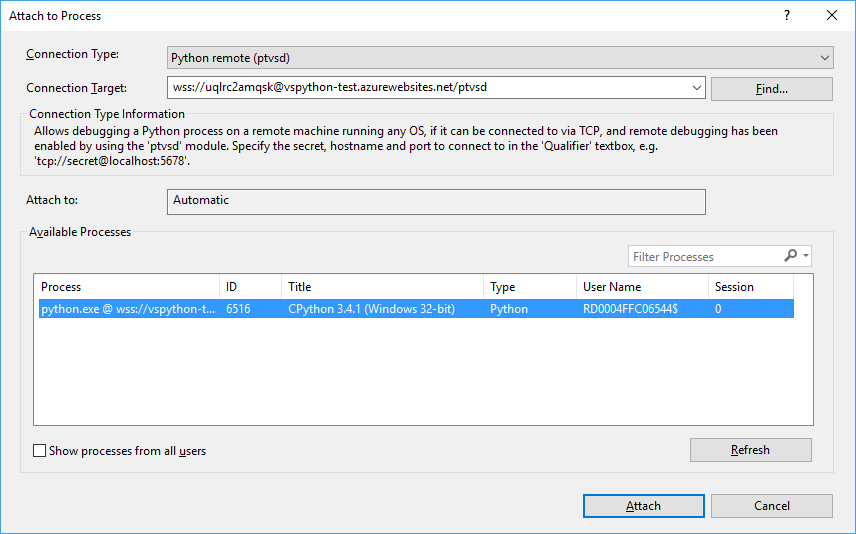 Attach to Process
Connection Type: Python remote (ptvsd)
Connection Target: wss://uqlrc2amqsk@vspython-test.azurewebsites.net/ptvsd Find...
Connection Type Information
Allows debugging a Python process on a remote machine running any OS, if it can be connected to via TCP, and remote debugging has been
enabled by using the 'ptvsd' module. Specify the secret, hostname and port to connect to in the 'Qualifier' textbox, e.g.
'tcp://secret@localhost:5678'.
Attach to: Automatic
Available Processes
Filter Processes
Process ID Title Type User Name Session
python.exe @ wss://vspython-t... 6516 CPython 3.4.1 (Windows 32-bit) Python RD0004FFC06544$ 0
Show processes from all users
Refresh
Attach Cancel